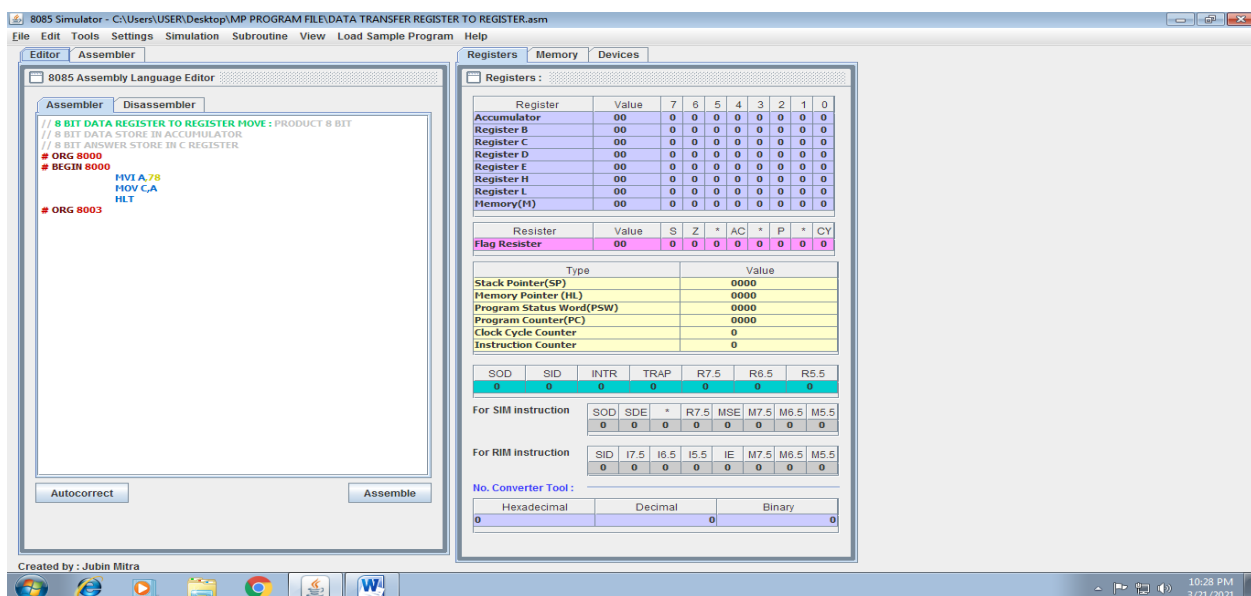 8085 Simulator - C:\Users\USER\Desktop\MP PROGRAM FILE\DATA TRANSFER REGISTER TO REGISTER.asm
File Edit Tools Settings Simulation Subroutine View Load Sample Program Help
Editor Assembler
8085 Assembly Language Editor
Assembler Disassembler
// 8 BIT DATA REGISTER TO REGISTER MOVE : PRODUCT 8 BIT
// 8 BIT DATA STORE IN ACCUMULATOR
// 8 BIT ANSWER STORE IN C REGISTER
# ORG 8000
# BEGIN 8000
MVI A,78
MOV C,A
HLT
# ORG 8003
Autocorrect Assemble
Registers Memory Devices
Registers :
Register Value 7 6 5 4 3 2 1 0
Accumulator 00 0 0 0 0 0 0 0 0
Register B 00 0 0 0 0 0 0 0 0
Register C 00 0 0 0 0 0 0 0 0
Register D 00 0 0 0 0 0 0 0 0
Register E 00 0 0 0 0 0 0 0 0
Register H 00 0 0 0 0 0 0 0 0
Register L 00 0 0 0 0 0 0 0 0
Memory(M) 00 0 0 0 0 0 0 0 0
Resister Value S Z * AC * P * CY
Flag Resister 00 0 0 0 0 0 0 0 0
Type Value
Stack Pointer(SP) 0000
Memory Pointer (HL) 0000
Program Status Word(PSW) 0000
Program Counter(PC) 0000
Clock Cycle Counter 0
Instruction Counter 0
SOD SID INTR TRAP R7.5 R6.5 R5.5
0 0 0 0 0 0 0
For SIM instruction
SOD SDE * R7.5 MSE M7.5 M6.5 M5.5
0 0 0 0 0 0 0 0
For RIM instruction
SID I7.5 I6.5 I5.5 IE M7.5 M6.5 M5.5
0 0 0 0 0 0 0 0
No. Converter Tool :
Hexadecimal Decimal Binary
0 0 0
Created by : Jubin Mitra
W
10:28 PM
3/21/2021